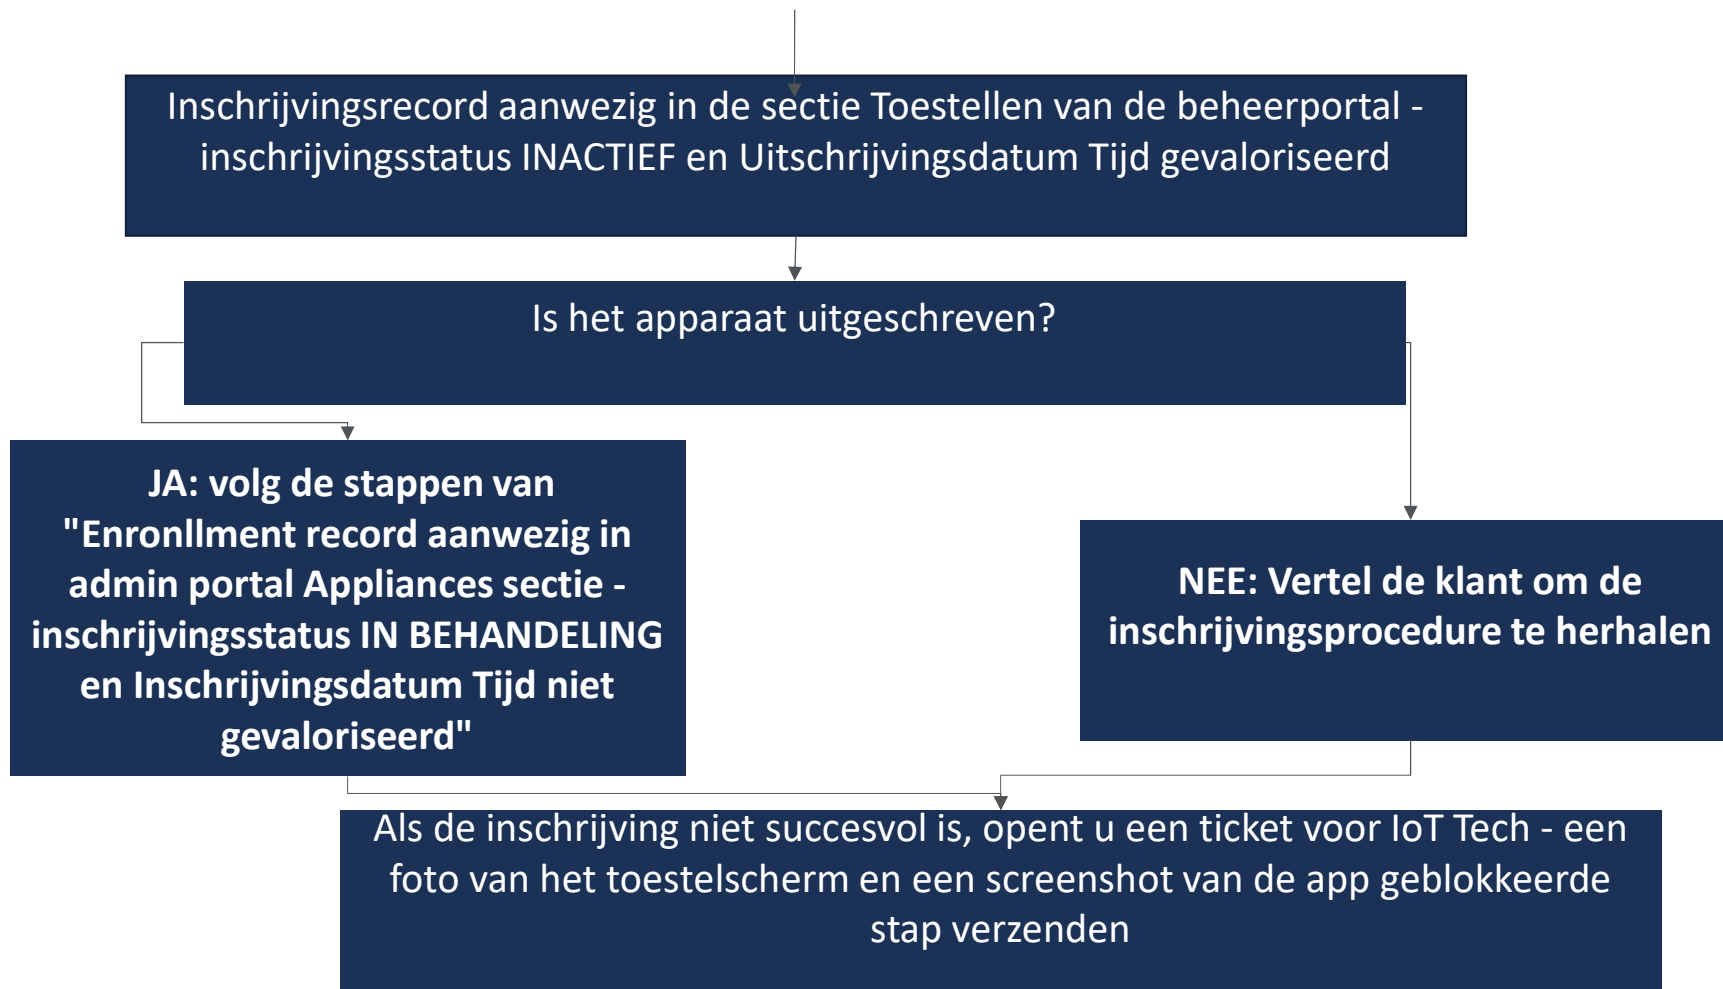 Inschrijvingsrecord aanwezig in de sectie Toestellen van de beheerportal -
inschrijvingsstatus INACTIEF en Uitschrijvingsdatum Tijd gevaloriseerd
Is het apparaat uitgeschreven?
JA: volg de stappen van
"Enronllment record aanwezig in
admin portal Appliances sectie -
inschrijvingsstatus IN BEHANDELING
en Inschrijvingsdatum Tijd niet
gevaloriseerd"
NEE: Vertel de klant om de
inschrijvingsprocedure te herhalen
Als de inschrijving niet succesvol is, opent u een ticket voor IoT Tech - een
foto van het toestelscherm en een screenshot van de app geblokkeerde
stap verzenden